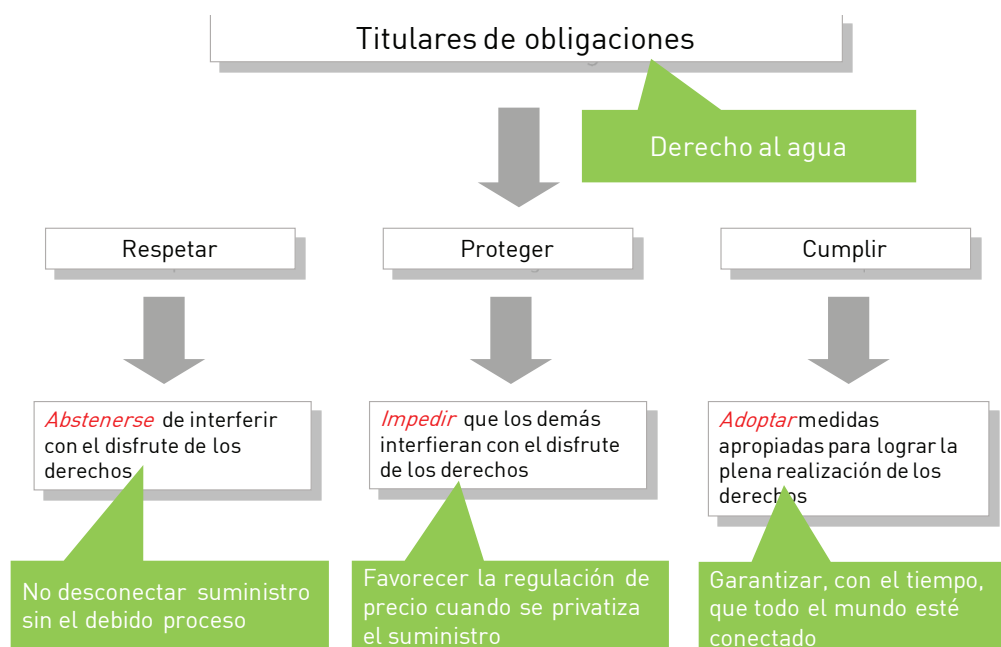 Titulares de obligaciones
Derecho al agua
Respetar
Proteger
Cumplir
Abstenerse de interferir
con el disfrute de los
derechos
Impedir que los demás
interfieran con el disfrute
de los derechos
Adoptar medidas
apropiadas para lograr la
plena realización de los
derechos
No desconectar suministro
sin el debido proceso
Favorecer la regulación de
precio cuando se privatiza
el suministro
Garantizar, con el tiempo,
que todo el mundo esté
conectado